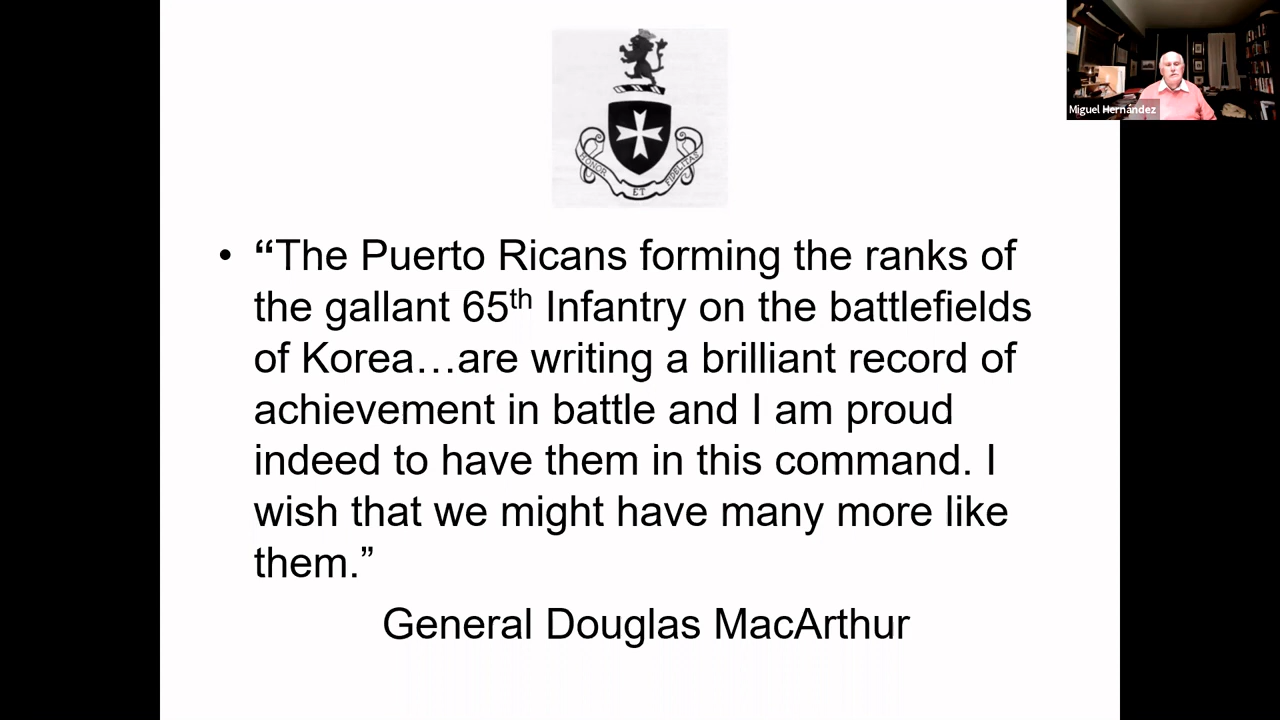 HONOR ET FIDELITAS
Miguel Hernández
• “The Puerto Ricans forming the ranks of
the gallant 65th Infantry on the battlefields
of Korea…are writing a brilliant record of
achievement in battle and I am proud
indeed to have them in this command. I
wish that we might have many more like
them.”
General Douglas MacArthur